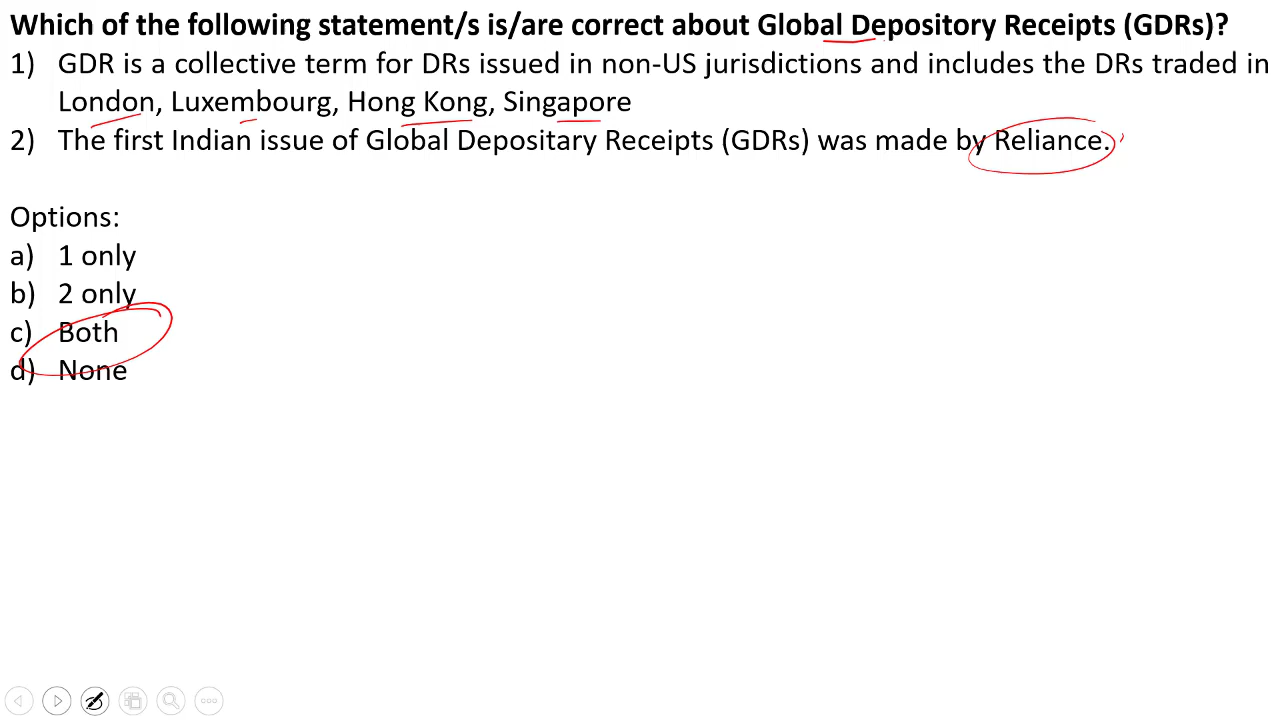 Which of the following statement/s is/are correct about Global Depository Receipts (GDRs)?
1) GDR is a collective term for DRs issued in non-US jurisdictions and includes the DRs traded in
London, Luxembourg, Hong Kong, Singapore
2) The first Indian issue of Global Depositary Receipts (GDRs) was made by Reliance.
Options:
a) 1 only
b) 2 only
c) Both
d) None